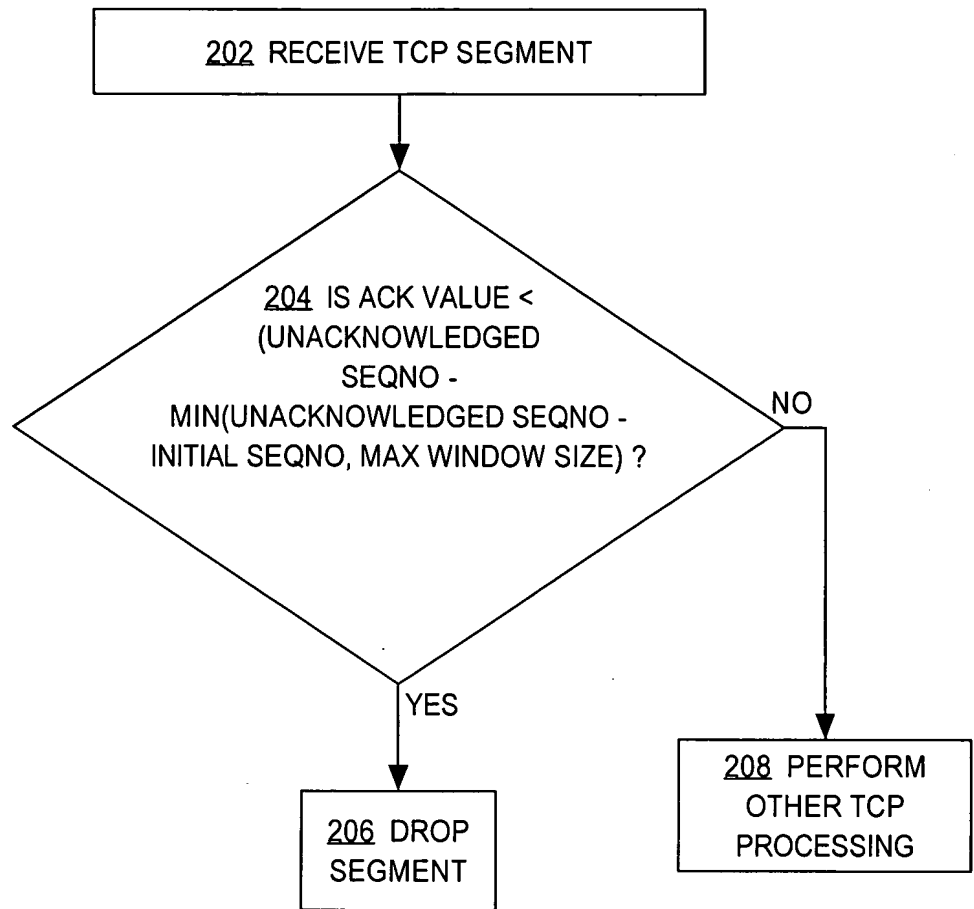 202 RECEIVE TCP SEGMENT
204 IS ACK VALUE <
(UNACKNOWLEDGED
SEQNO -
MIN(UNACKNOWLEDGED SEQNO -
INITIAL SEQNO, MAX WINDOW SIZE) ?
NO
YES
206 DROP
SEGMENT
208 PERFORM
OTHER TCP
PROCESSING